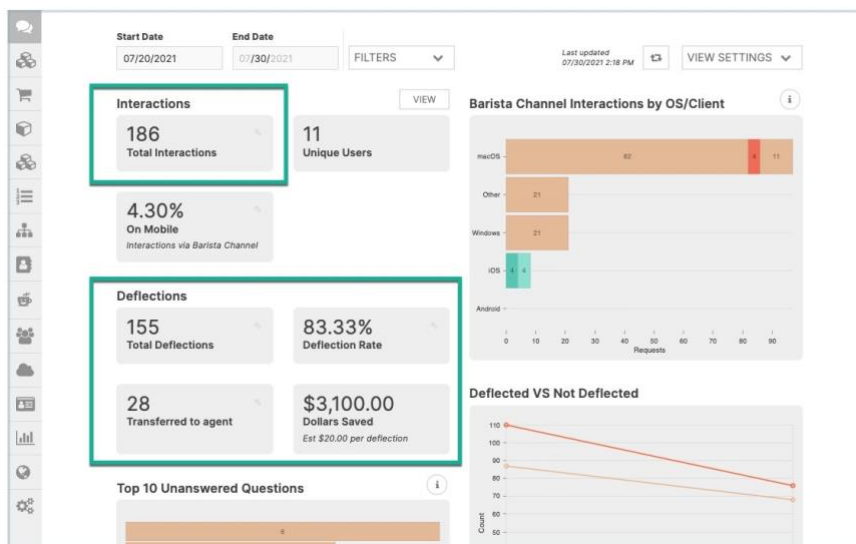 Start Date
End Date
07/20/2021
07/30/2021
FILTERS
Last updated
07/30/2021 2:18 PM
VIEW SETTINGS
Interactions
VIEW
186
Total Interactions
11
Unique Users
4.30%
On Mobile
Interactions via Barista Channel
Deflections
155
Total Deflections
83.33%
Deflection Rate
28
Transferred to agent
$3,100.00
Dollars Saved
Est $20.00 per deflection
Top 10 Unanswered Questions
i
Barista Channel Interactions by OS/Client
i
macOS
82 4 11
Other
21
Windows
21
iOS
4 4
Android
0 10 20 30 40 50 60 70 80 90
Requests
Deflected VS Not Deflected
110
100
90
80
70
60
50
Count